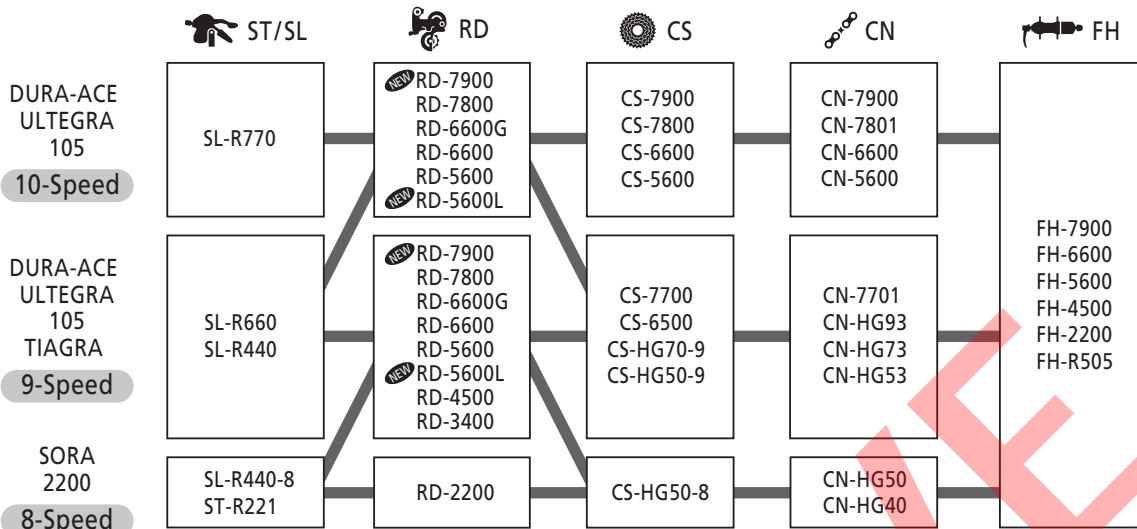 ST/SL
RD
CS
CN
FH
DURA-ACE
ULTEGRA
105
10-Speed
SL-R770
NEW RD-7900
RD-7800
RD-6600G
RD-6600
RD-5600
NEW RD-5600L
CS-7900
CS-7800
CS-6600
CS-5600
CN-7900
CN-7801
CN-6600
CN-5600
FH-7900
FH-6600
FH-5600
FH-4500
FH-2200
FH-R505
DURA-ACE
ULTEGRA
105
TIAGRA
9-Speed
SL-R660
SL-R440
NEW RD-7900
RD-7800
RD-6600G
RD-6600
RD-5600
NEW RD-5600L
RD-4500
RD-3400
CS-7700
CS-6500
CS-HG70-9
CS-HG50-9
CN-7701
CN-HG93
CN-HG73
CN-HG53
SORA
2200
8-Speed
SL-R440-8
ST-R221
RD-2200
CS-HG50-8
CN-HG50
CN-HG40
VE